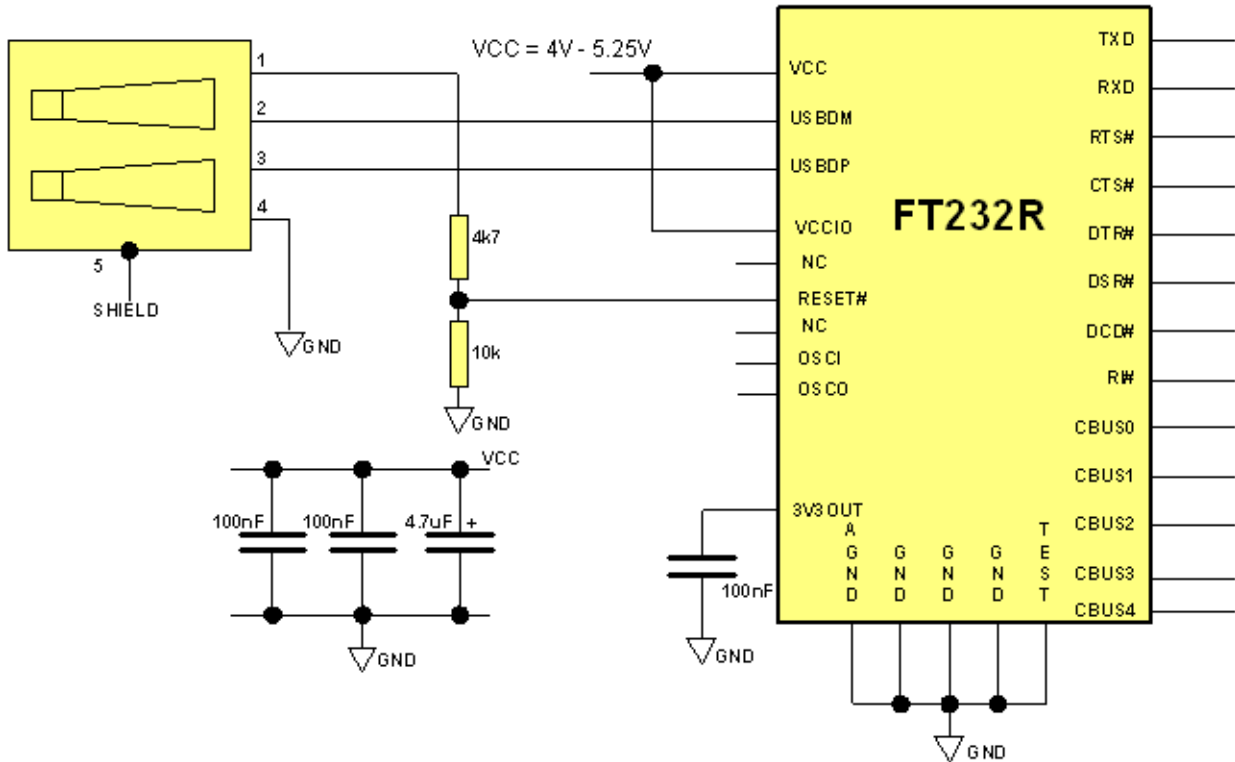 1
2
3
4
5
SHIELD
GND
VCC = 4V - 5.25V
4k7
10k
GND
VCC
100nF
100nF
4.7uF +
GND
100nF
GND
FT232R
VCC
USBDM
USBDP
VCCIO
NC
RESET#
NC
OSCI
OSCO
3V3OUT
AGND
GND
GND
GND
TEST
GND
TXD
RXD
RTS#
CTS#
DTR#
DSR#
DCD#
RI#
CBUS0
CBUS1
CBUS2
CBUS3
CBUS4